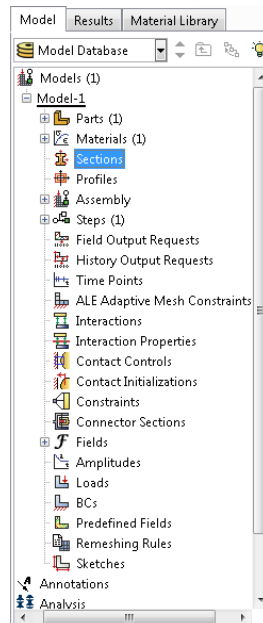 Model Results Material Library
Model Database
Models (1)
Model-1
Parts (1)
Materials (1)
Sections
Profiles
Assembly
Steps (1)
Field Output Requests
History Output Requests
Time Points
ALE Adaptive Mesh Constraints
Interactions
Interaction Properties
Contact Controls
Contact Initializations
Constraints
Connector Sections
Fields
Amplitudes
Loads
BCs
Predefined Fields
Remeshing Rules
Sketches
Annotations
Analysis